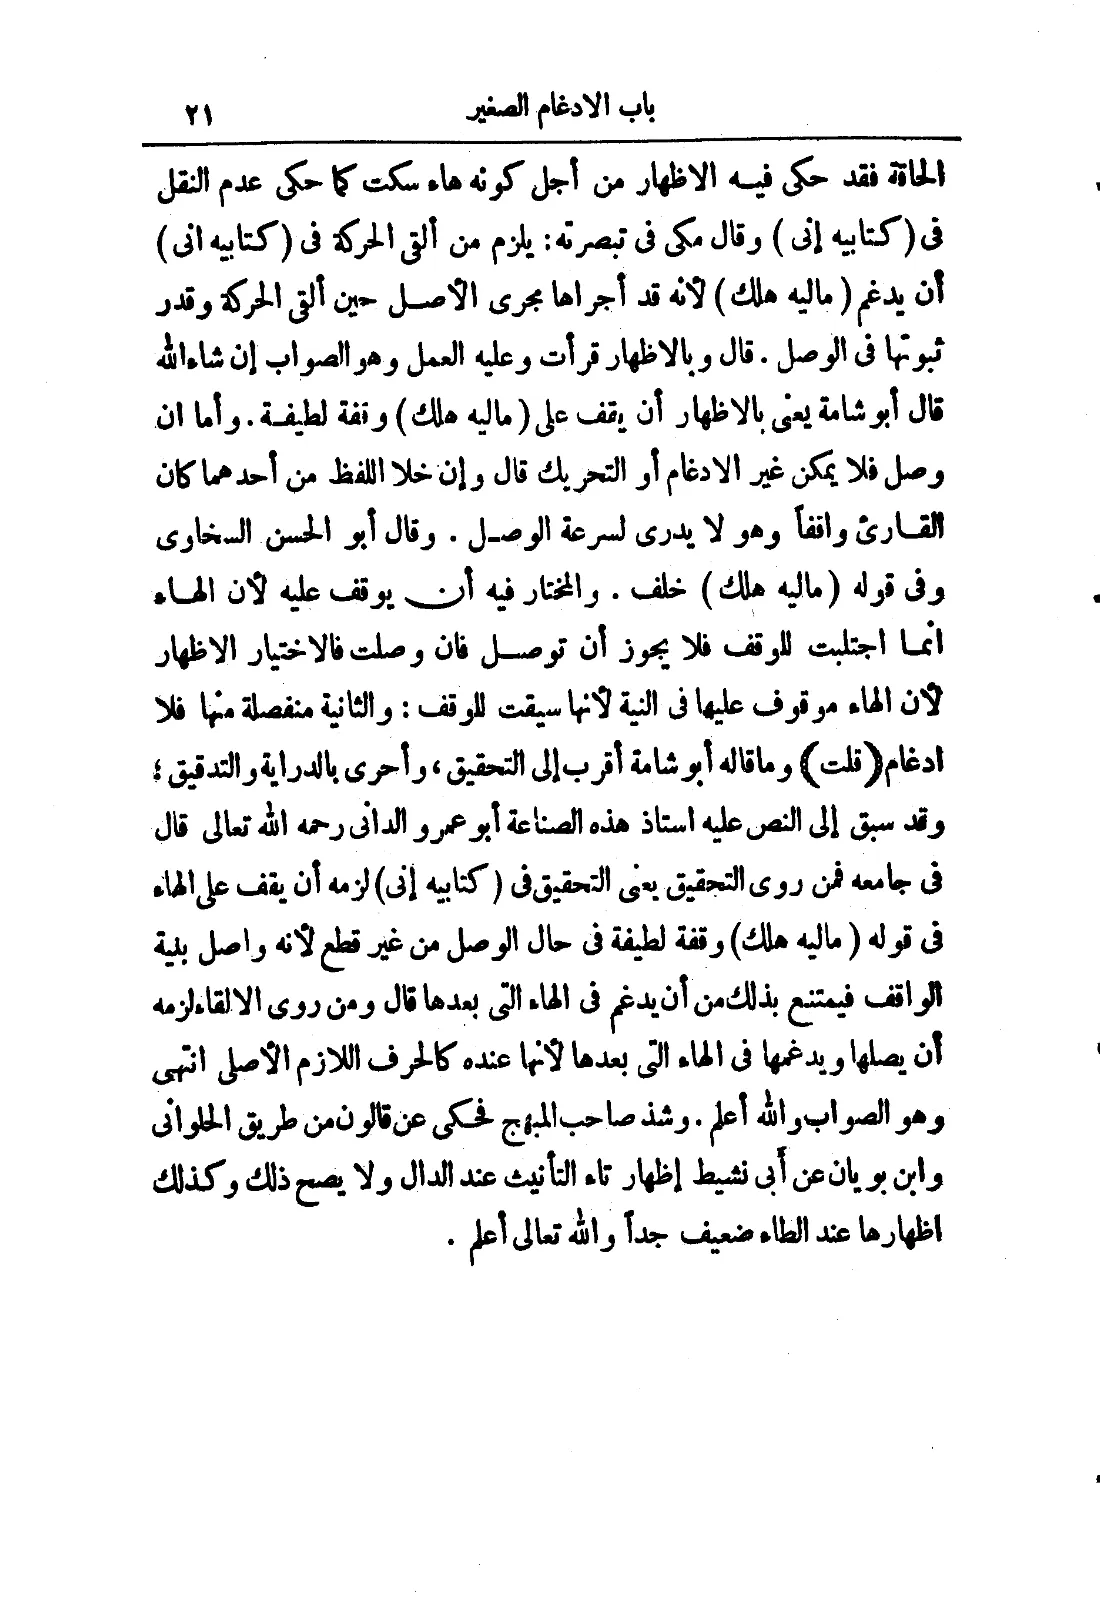 باب الادغام الصغير ٢١
الحاقة فقد حكى فيه الاظهار من أجل كونه هاء سكت كما حكى عدم النقل
فى (كتابيه إنى) وقال مكى فى تبصرته: يلزم من ألقى الحركة فى (كتابيه انى)
أن يدغم (ماليه هلك) لأنه قد أجراها مجرى الأصل حين ألقى الحركة وقدر
ثبوتها فى الوصل. قال وبالاظهار قرأت وعليه العمل وهو الصواب إن شاء الله
قال أبو شامة يعنى بالاظهار أن يقف على (ماليه هلك) وقفة لطيفة. وأما ان
وصل فلا يمكن غير الادغام أو التحريك قال وإن خلا اللفظ من أحدهما كان
القارئ واقفاً وهو لا يدرى لسرعة الوصل. وقال أبو الحسن السخاوى
وفى قوله (ماليه هلك) خلف. والمختار فيه أن يوقف عليه لأن الهاء
انما اجتلبت للوقف فلا يجوز أن توصل فان وصلت فالاختيار الاظهار
لأن الهاء موقوف عليها فى النية لأنها سيقت للوقف: والثانية منفصلة منها فلا
ادغام (قلت) وما قاله أبو شامة أقرب إلى التحقيق، وأحرى بالدراية والتدقيق؛
وقد سبق إلى النص عليه استاذ هذه الصناعة أبو عمرو الدانى رحمه الله تعالى قال
فى جامعه فمن روى التحقيق يعنى التحقيق فى (كتابيه إنى) لزمه أن يقف على الهاء
فى قوله (ماليه هلك) وقفة لطيفة فى حال الوصل من غير قطع لأنه واصل بنية
الواقف فيمتنع بذلك من أن يدغم فى الهاء التى بعدها قال ومن روى الالقاء لزمه
أن يصلها ويدغمها فى الهاء التى بعدها لأنها عنده كالحرف اللازم الأصلى انتهى
وهو الصواب والله أعلم. وشذ صاحب المبهج فحكى عن قالون من طريق الحلوانى
وابن بويان عن أبى نشيط إظهار تاء التأنيث عند الدال ولا يصح ذلك وكذلك
اظهارها عند الطاء ضعيف جداً والله تعالى أعلم.